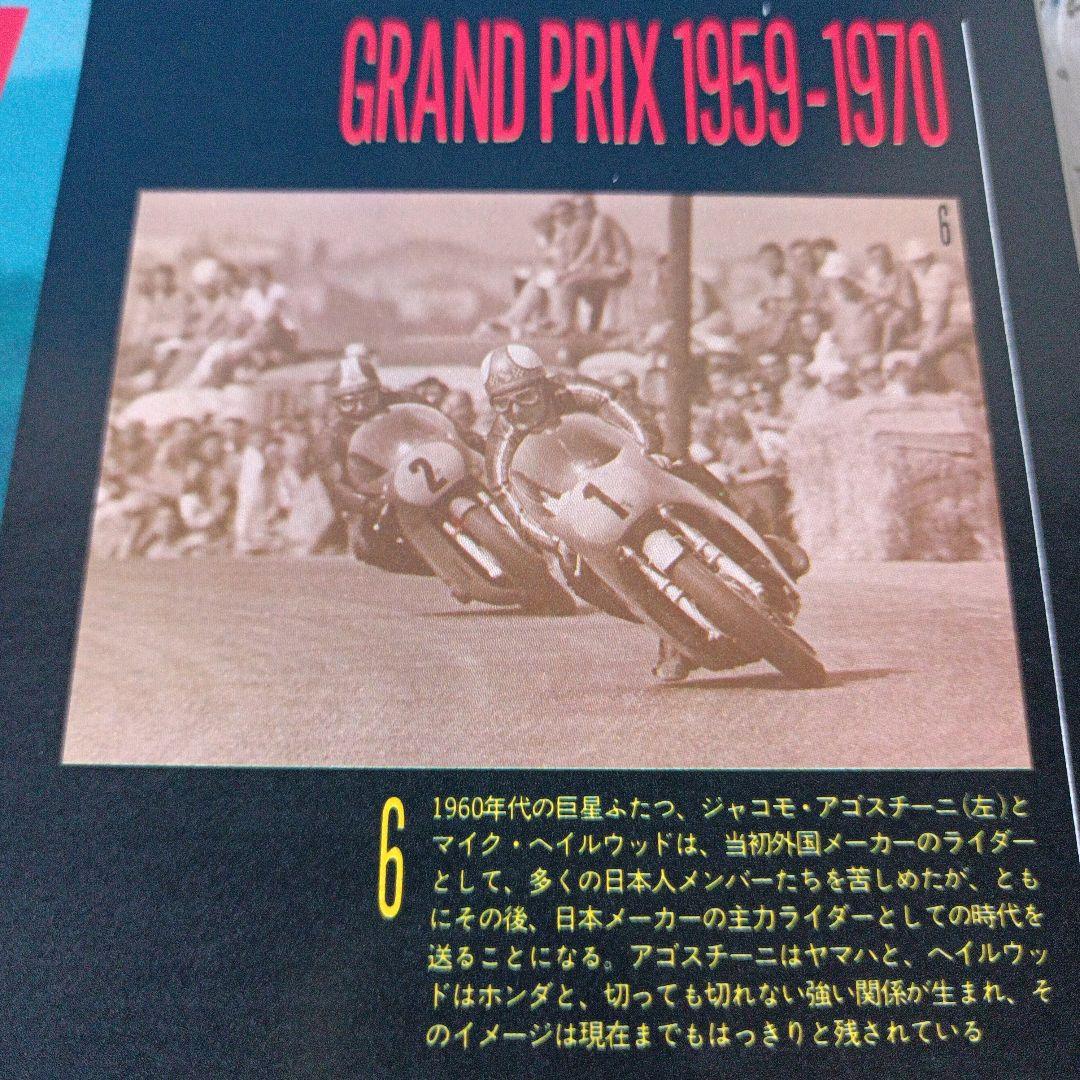 GRAND PRIX 1959-1970
6
2
1
6
1960年代の巨星ふたつ、ジャコモ・アゴスチーニ(左)と
マイク・ヘイルウッドは、当初外国メーカーのライダー
として、多くの日本人メンバーたちを苦しめたが、とも
にその後、日本メーカーの主力ライダーとしての時代を
送ることになる。アゴスチーニはヤマハと、ヘイルウッ
ドはホンダと、切っても切れない強い関係が生まれ、そ
のイメージは現在までもはっきりと残されている